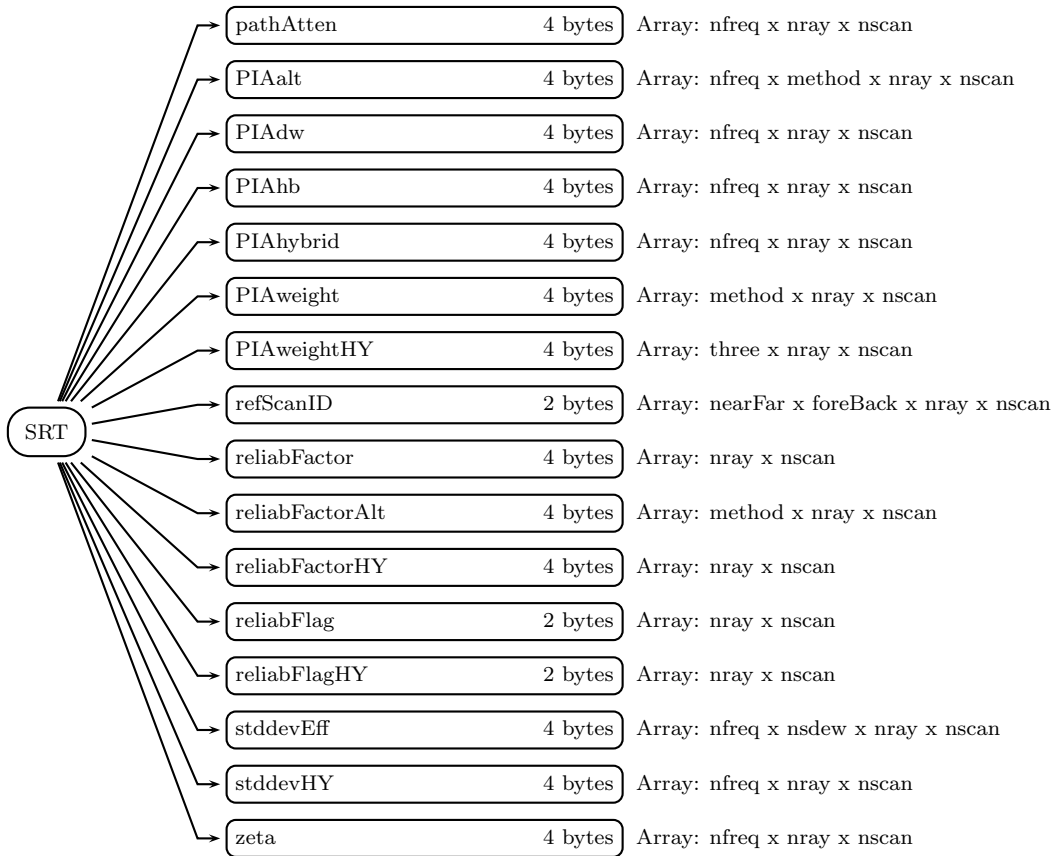 pathAtten 4 bytes Array: nfreq x nray x nscan
PIAalt 4 bytes Array: nfreq x method x nray x nscan
PIAdw 4 bytes Array: nfreq x nray x nscan
PIAhb 4 bytes Array: nfreq x nray x nscan
PIAhybrid 4 bytes Array: nfreq x nray x nscan
PIAweight 4 bytes Array: method x nray x nscan
PIAweightHY 4 bytes Array: three x nray x nscan
refScanID 2 bytes Array: nearFar x foreBack x nray x nscan
SRT
reliabFactor 4 bytes Array: nray x nscan
reliabFactorAlt 4 bytes Array: method x nray x nscan
reliabFactorHY 4 bytes Array: nray x nscan
reliabFlag 2 bytes Array: nray x nscan
reliabFlagHY 2 bytes Array: nray x nscan
stddevEff 4 bytes Array: nfreq x nsdew x nray x nscan
stddevHY 4 bytes Array: nfreq x nray x nscan
zeta 4 bytes Array: nfreq x nray x nscan